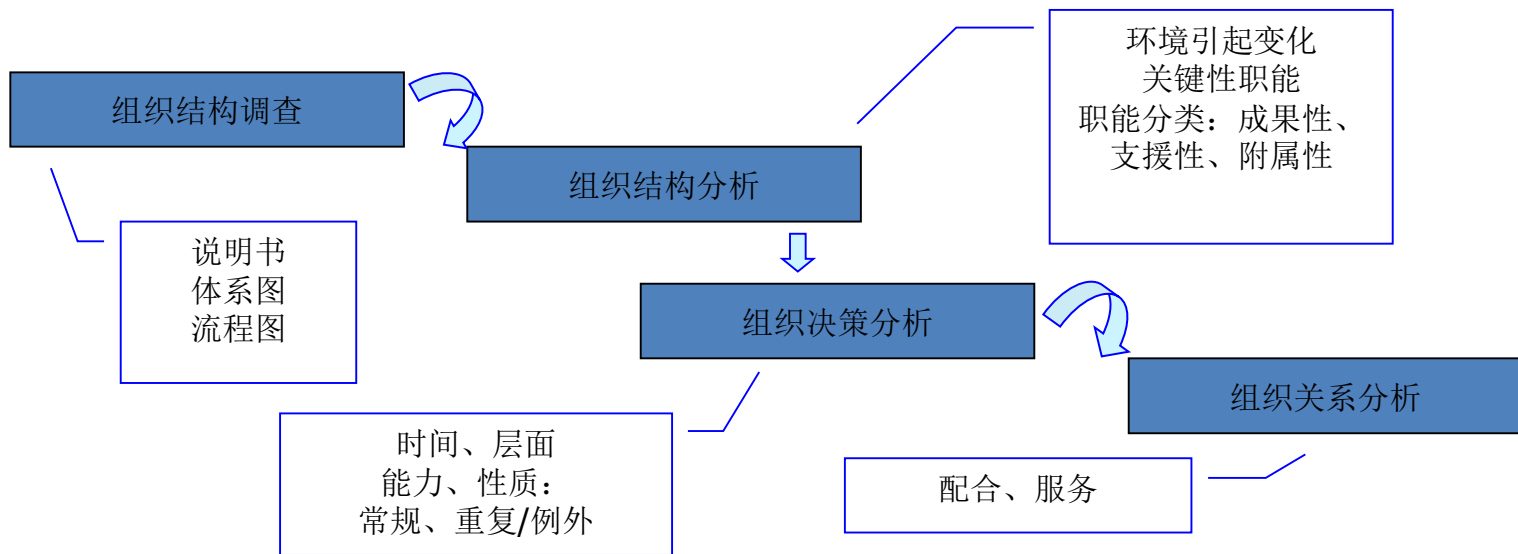 环境引起变化
关键性职能
职能分类：成果性、
支援性、附属性
组织结构调查
组织结构分析
说明书
体系图
流程图
组织决策分析
组织关系分析
时间、层面
能力、性质：
常规、重复/例外
配合、服务